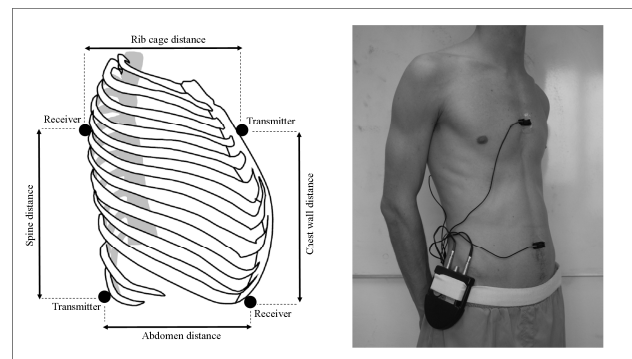 Rib cage distance
Receiver
Transmitter
Spine distance
Chest wall distance
Transmitter
Receiver
Abdomen distance